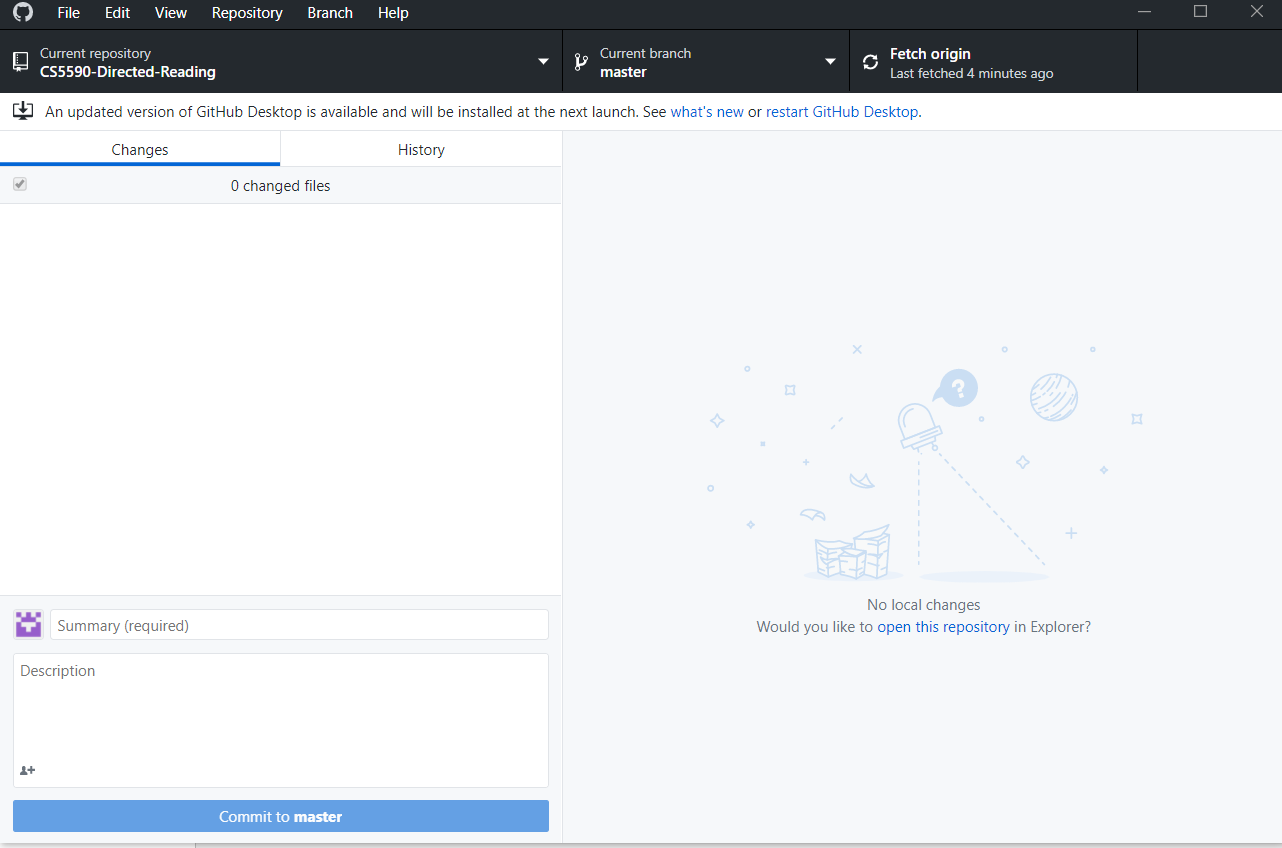 File Edit View Repository Branch Help
Current repository
CS5590-Directed-Reading
Current branch
master
Fetch origin
Last fetched 4 minutes ago
An updated version of GitHub Desktop is available and will be installed at the next launch. See what's new or restart GitHub Desktop.
Changes
History
0 changed files
?
No local changes
Would you like to open this repository in Explorer?
Summary (required)
Description
Commit to master